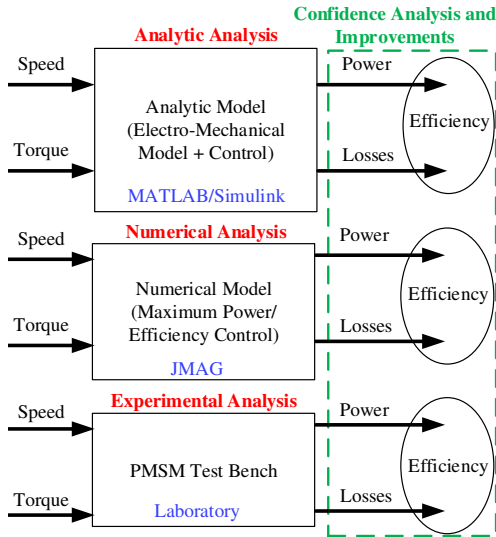 Confidence Analysis and
Improvements
Analytic Analysis
Speed
Power
Analytic Model
(Electro-Mechanical
Model + Control)
Efficiency
Torque
Losses
MATLAB/Simulink
Numerical Analysis
Speed
Power
Numerical Model
(Maximum Power/
Efficiency Control)
Efficiency
Torque
Losses
JMAG
Experimental Analysis
Speed
Power
PMSM Test Bench
Efficiency
Torque
Losses
Laboratory